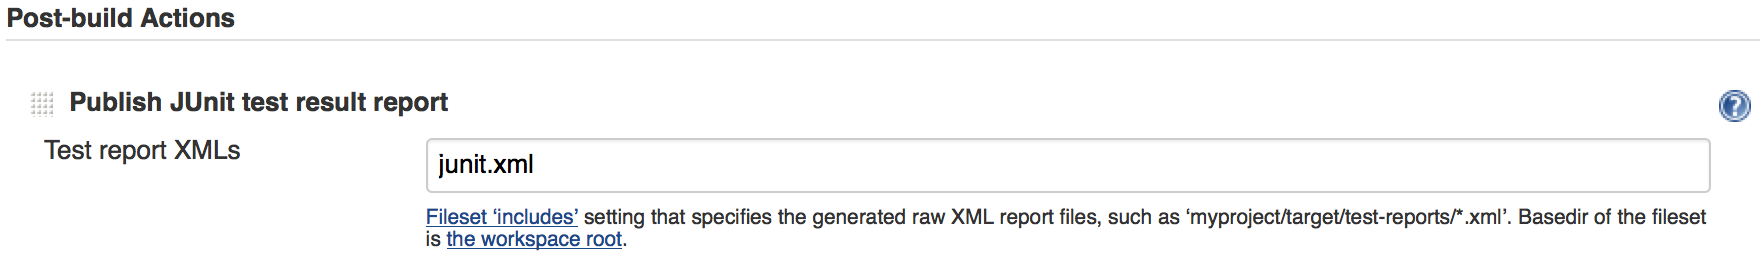 Post-build Actions
Publish JUnit test result report
?
Test report XMLs
junit.xml
Fileset ‘includes’ setting that specifies the generated raw XML report files, such as ‘myproject/target/test-reports/*.xml’. Basedir of the fileset
is the workspace root.